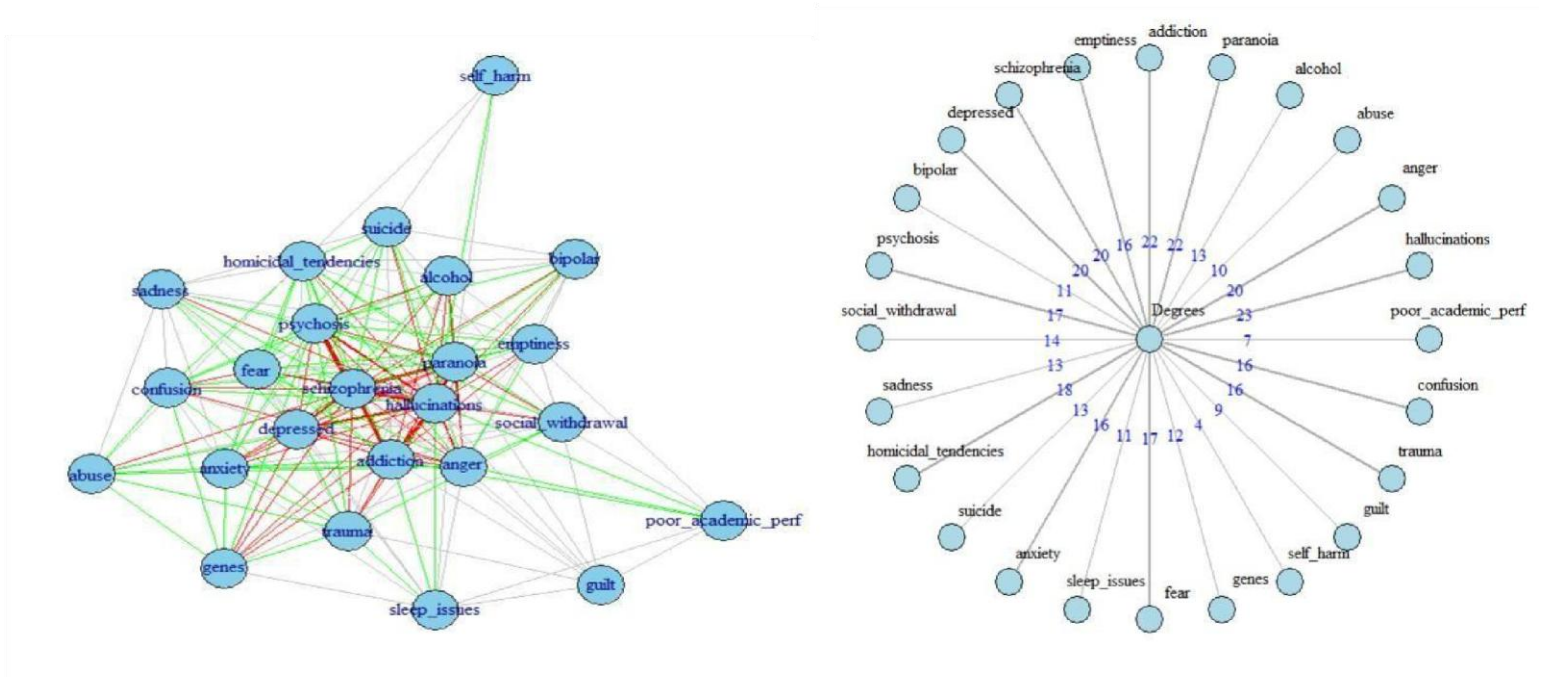 self_harm
suicide
homicidal_tendencies
bipolar
alcohol
sadness
psychosis
emptiness
paranoia
fear
confusion
schizophrenia
hallucinations
social_withdrawal
depressed
addiction
anger
anxiety
abuse
poor_academic_perf
trauma
genes
guilt
sleep_issues
addiction
emptiness
paranoia
schizophrenia
alcohol
depressed
abuse
bipolar
anger
psychosis
hallucinations
social_withdrawal
poor_academic_perf
sadness
confusion
homicidal_tendencies
trauma
suicide
guilt
anxiety
self_harm
sleep_issues
genes
fear
Degrees
16
22
22
20
13
20
10
11
20
17
23
14
7
13
16
18
16
13
9
16
4
11
17
12